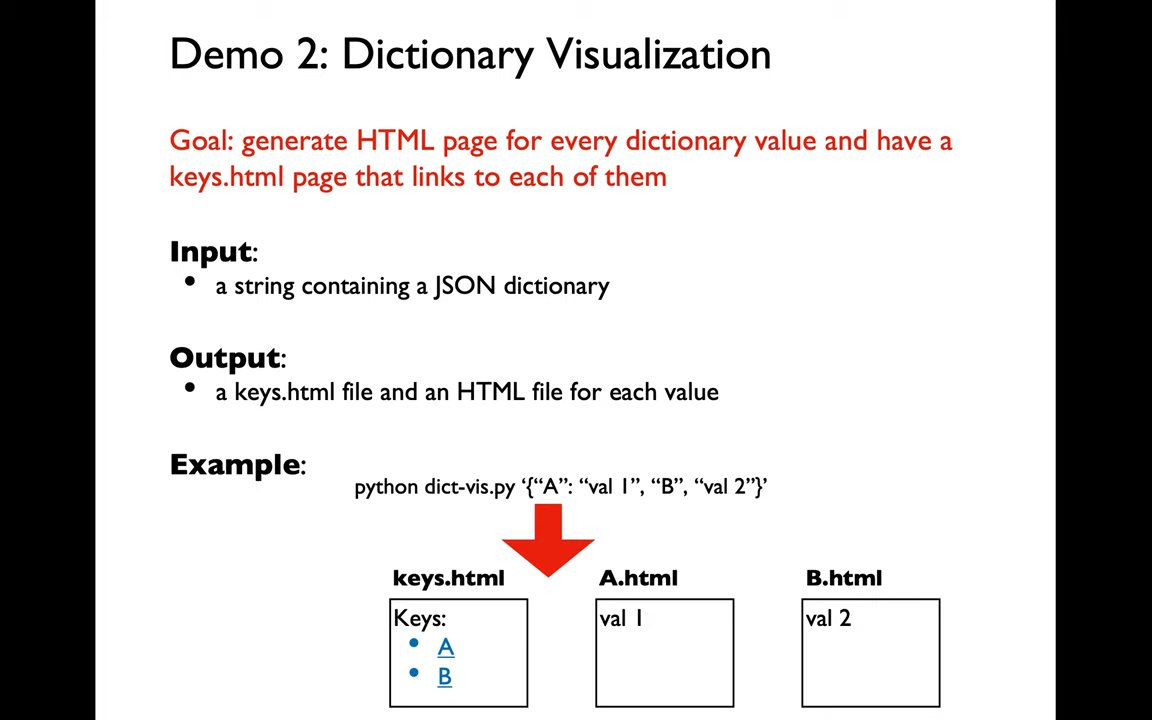 Demo 2: Dictionary Visualization
Goal: generate HTML page for every dictionary value and have a
keys.html page that links to each of them
Input:
• a string containing a JSON dictionary
Output:
• a keys.html file and an HTML file for each value
Example:
python dict-vis.py ‘{“A”: “val 1”, “B”, “val 2”}’
keys.html A.html B.html
Keys: val 1 val 2
• A
• B